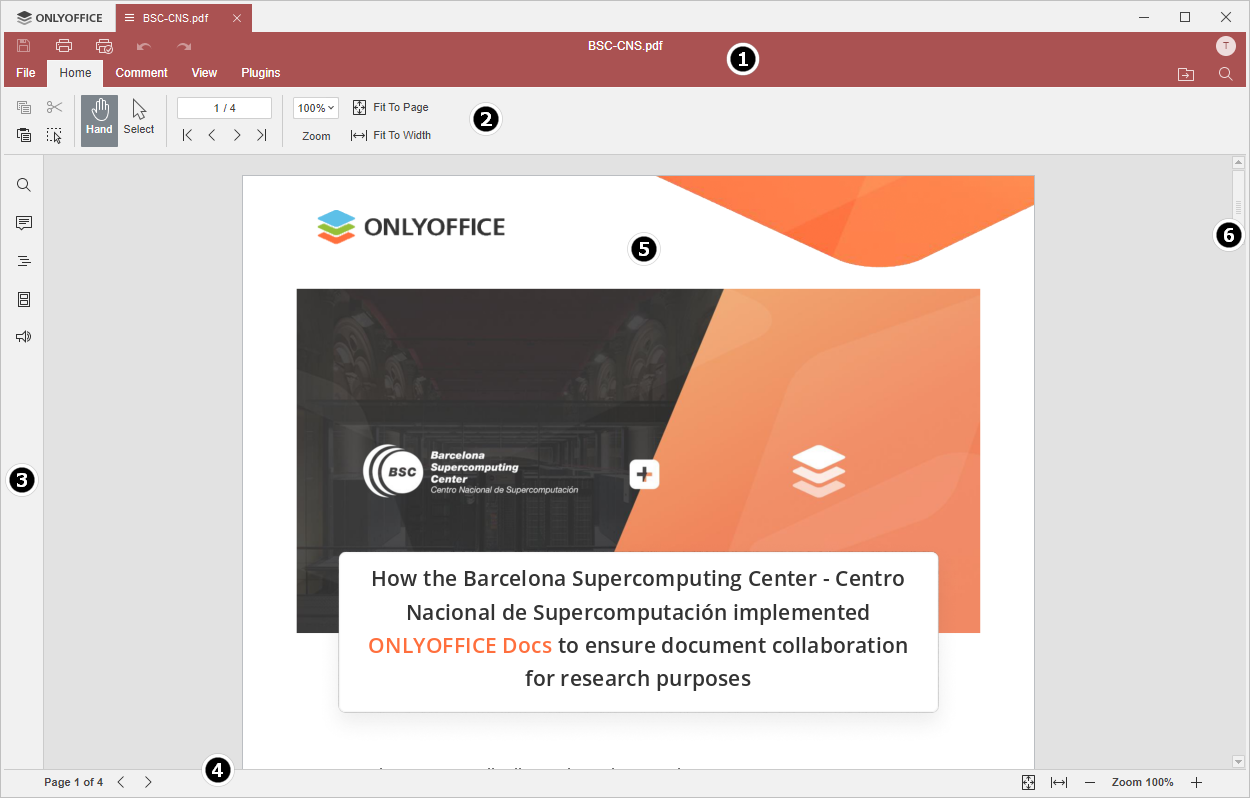 ONLYOFFICE
BSC-CNS.pdf
BSC-CNS.pdf
T
1
File Home Comment View Plugins
Hand
Select
1 / 4
100%
Zoom
Fit To Page
Fit To Width
2
ONLYOFFICE
5
6
BSC
Barcelona
Supercomputing
Center
Centro Nacional de Supercomputación
3
How the Barcelona Supercomputing Center - Centro
Nacional de Supercomputación implemented
ONLYOFFICE Docs to ensure document collaboration
for research purposes
4
Page 1 of 4
Zoom 100%